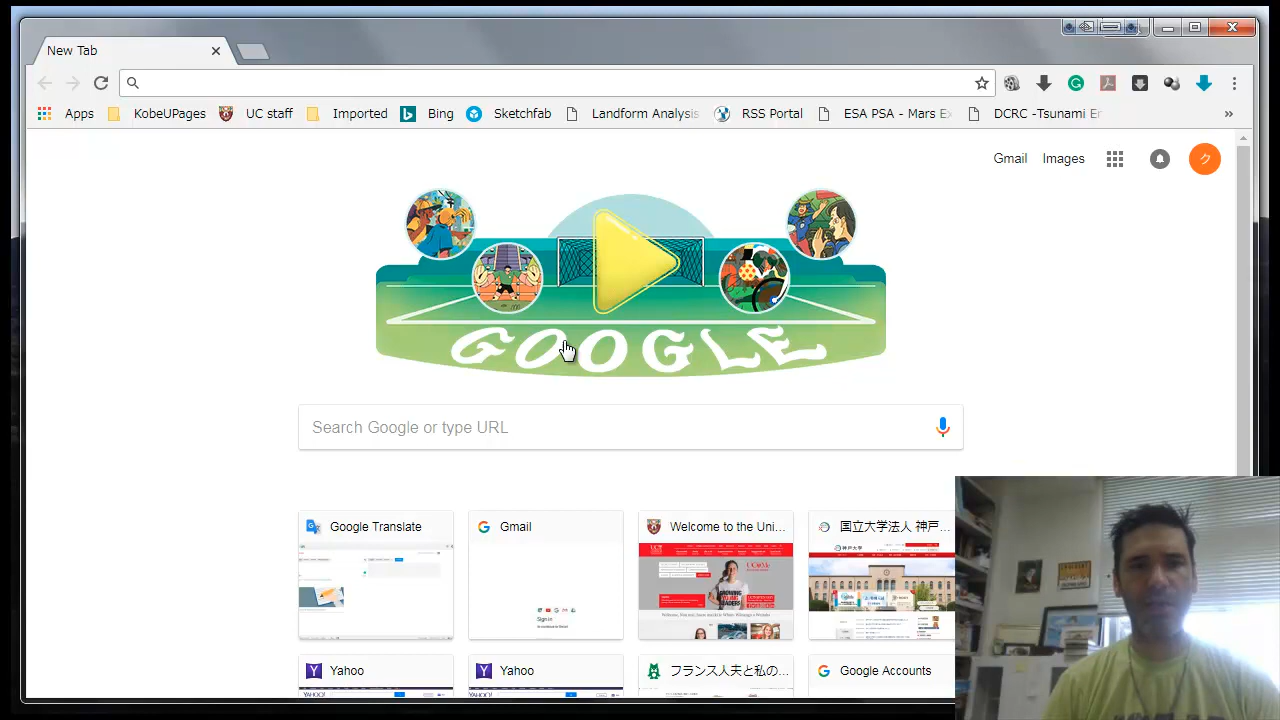 New Tab
Apps KobeUPages UC staff Imported Bing Sketchfab Landform Analysis RSS Portal ESA PSA - Mars Ex DCRC -Tsunami Er »
Gmail Images ク
GOOGLE
Search Google or type URL
Google Translate Gmail Welcome to the Uni... 国立大学法人 神戸...
Yahoo Yahoo フランス人夫と私の... Google Accounts